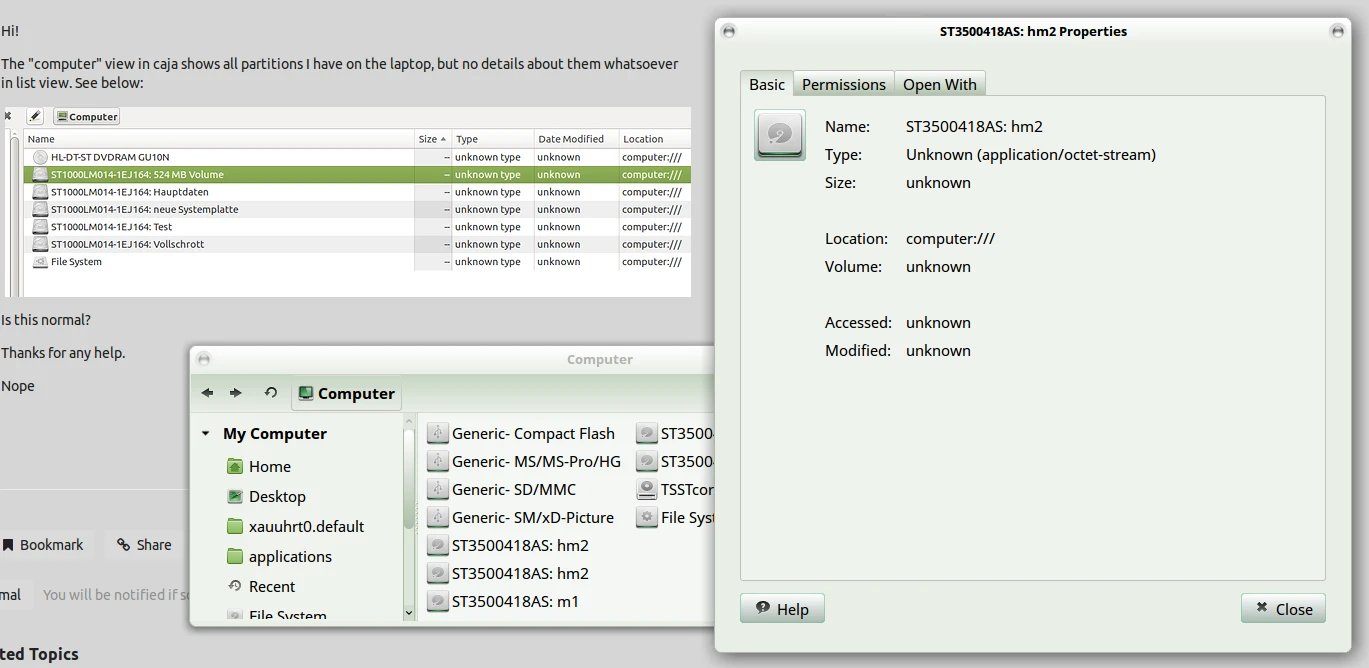 Hi!
The "computer" view in caja shows all partitions I have on the laptop, but no details about them whatsoever
in list view. See below:
Computer
Name Size Type Date Modified Location
HL-DT-ST DVDRAM GU10N -- unknown type unknown computer:///
ST1000LM014-1EJ164: 524 MB Volume -- unknown type unknown computer:///
ST1000LM014-1EJ164: Hauptdaten -- unknown type unknown computer:///
ST1000LM014-1EJ164: neue Systemplatte -- unknown type unknown computer:///
ST1000LM014-1EJ164: Test -- unknown type unknown computer:///
ST1000LM014-1EJ164: Vollschrott -- unknown type unknown computer:///
File System -- unknown type unknown computer:///
Is this normal?
Thanks for any help.
Nope
Bookmark Share
mal You will be notified if so
ted Topics
Computer
Computer
My Computer
Home
Desktop
xauuhrt0.default
applications
Recent
File System
Generic- Compact Flash
Generic- MS/MS-Pro/HG
Generic- SD/MMC
Generic- SM/xD-Picture
ST3500418AS: hm2
ST3500418AS: hm2
ST3500418AS: m1
ST3500
ST3500
TSSTcor
File Syst
ST3500418AS: hm2 Properties
Basic Permissions Open With
Name: ST3500418AS: hm2
Type: Unknown (application/octet-stream)
Size: unknown
Location: computer:///
Volume: unknown
Accessed: unknown
Modified: unknown
Help Close